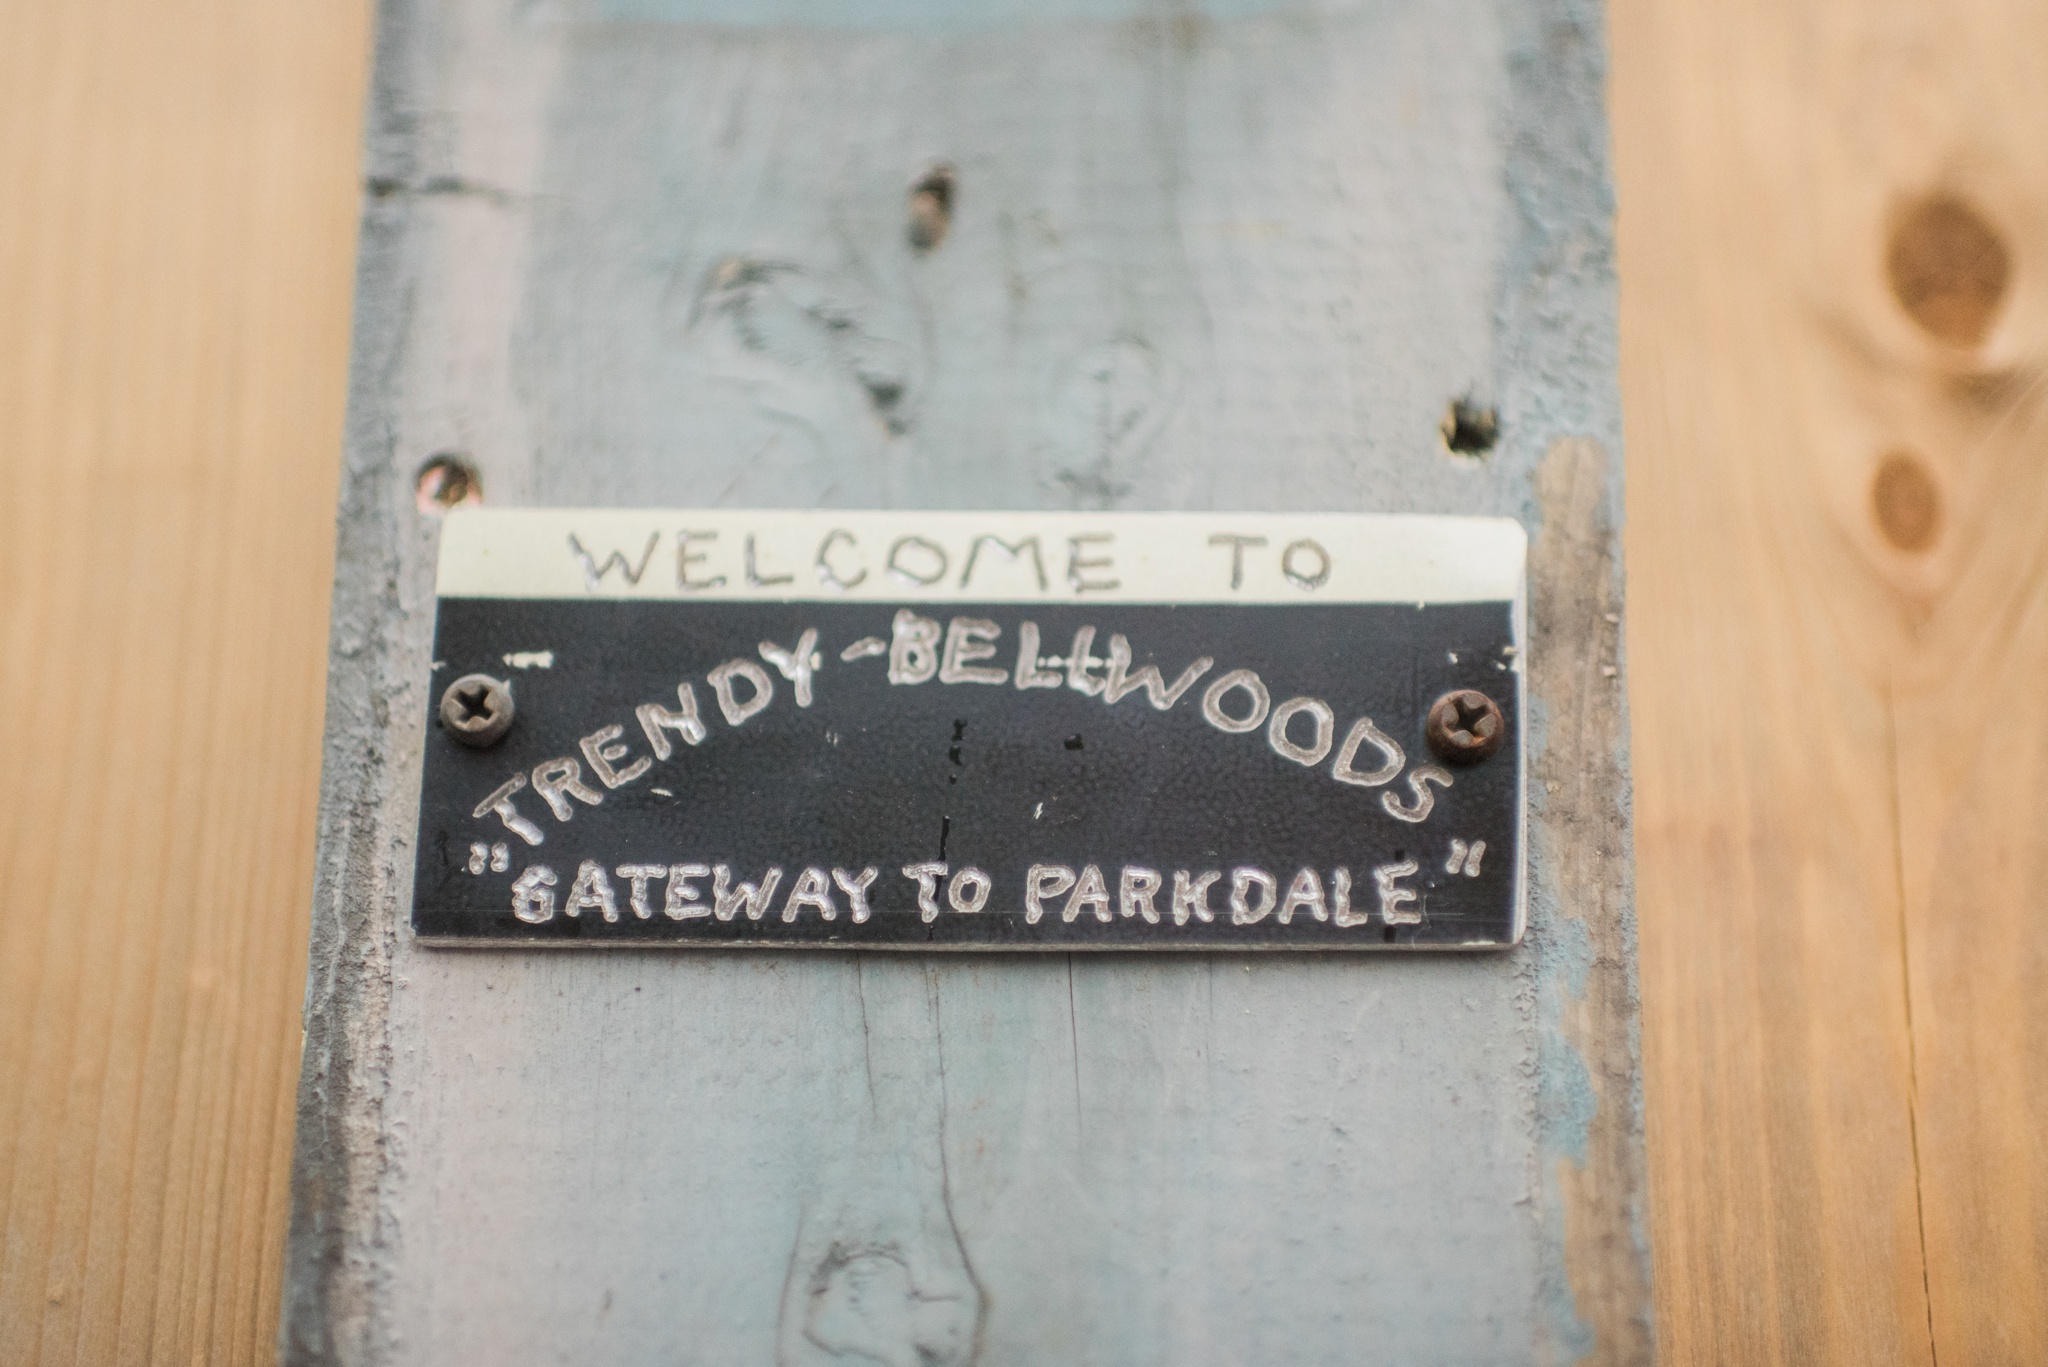 WELCOME TO
TRENDY-BELLWOODS
"GATEWAY TO PARKDALE"